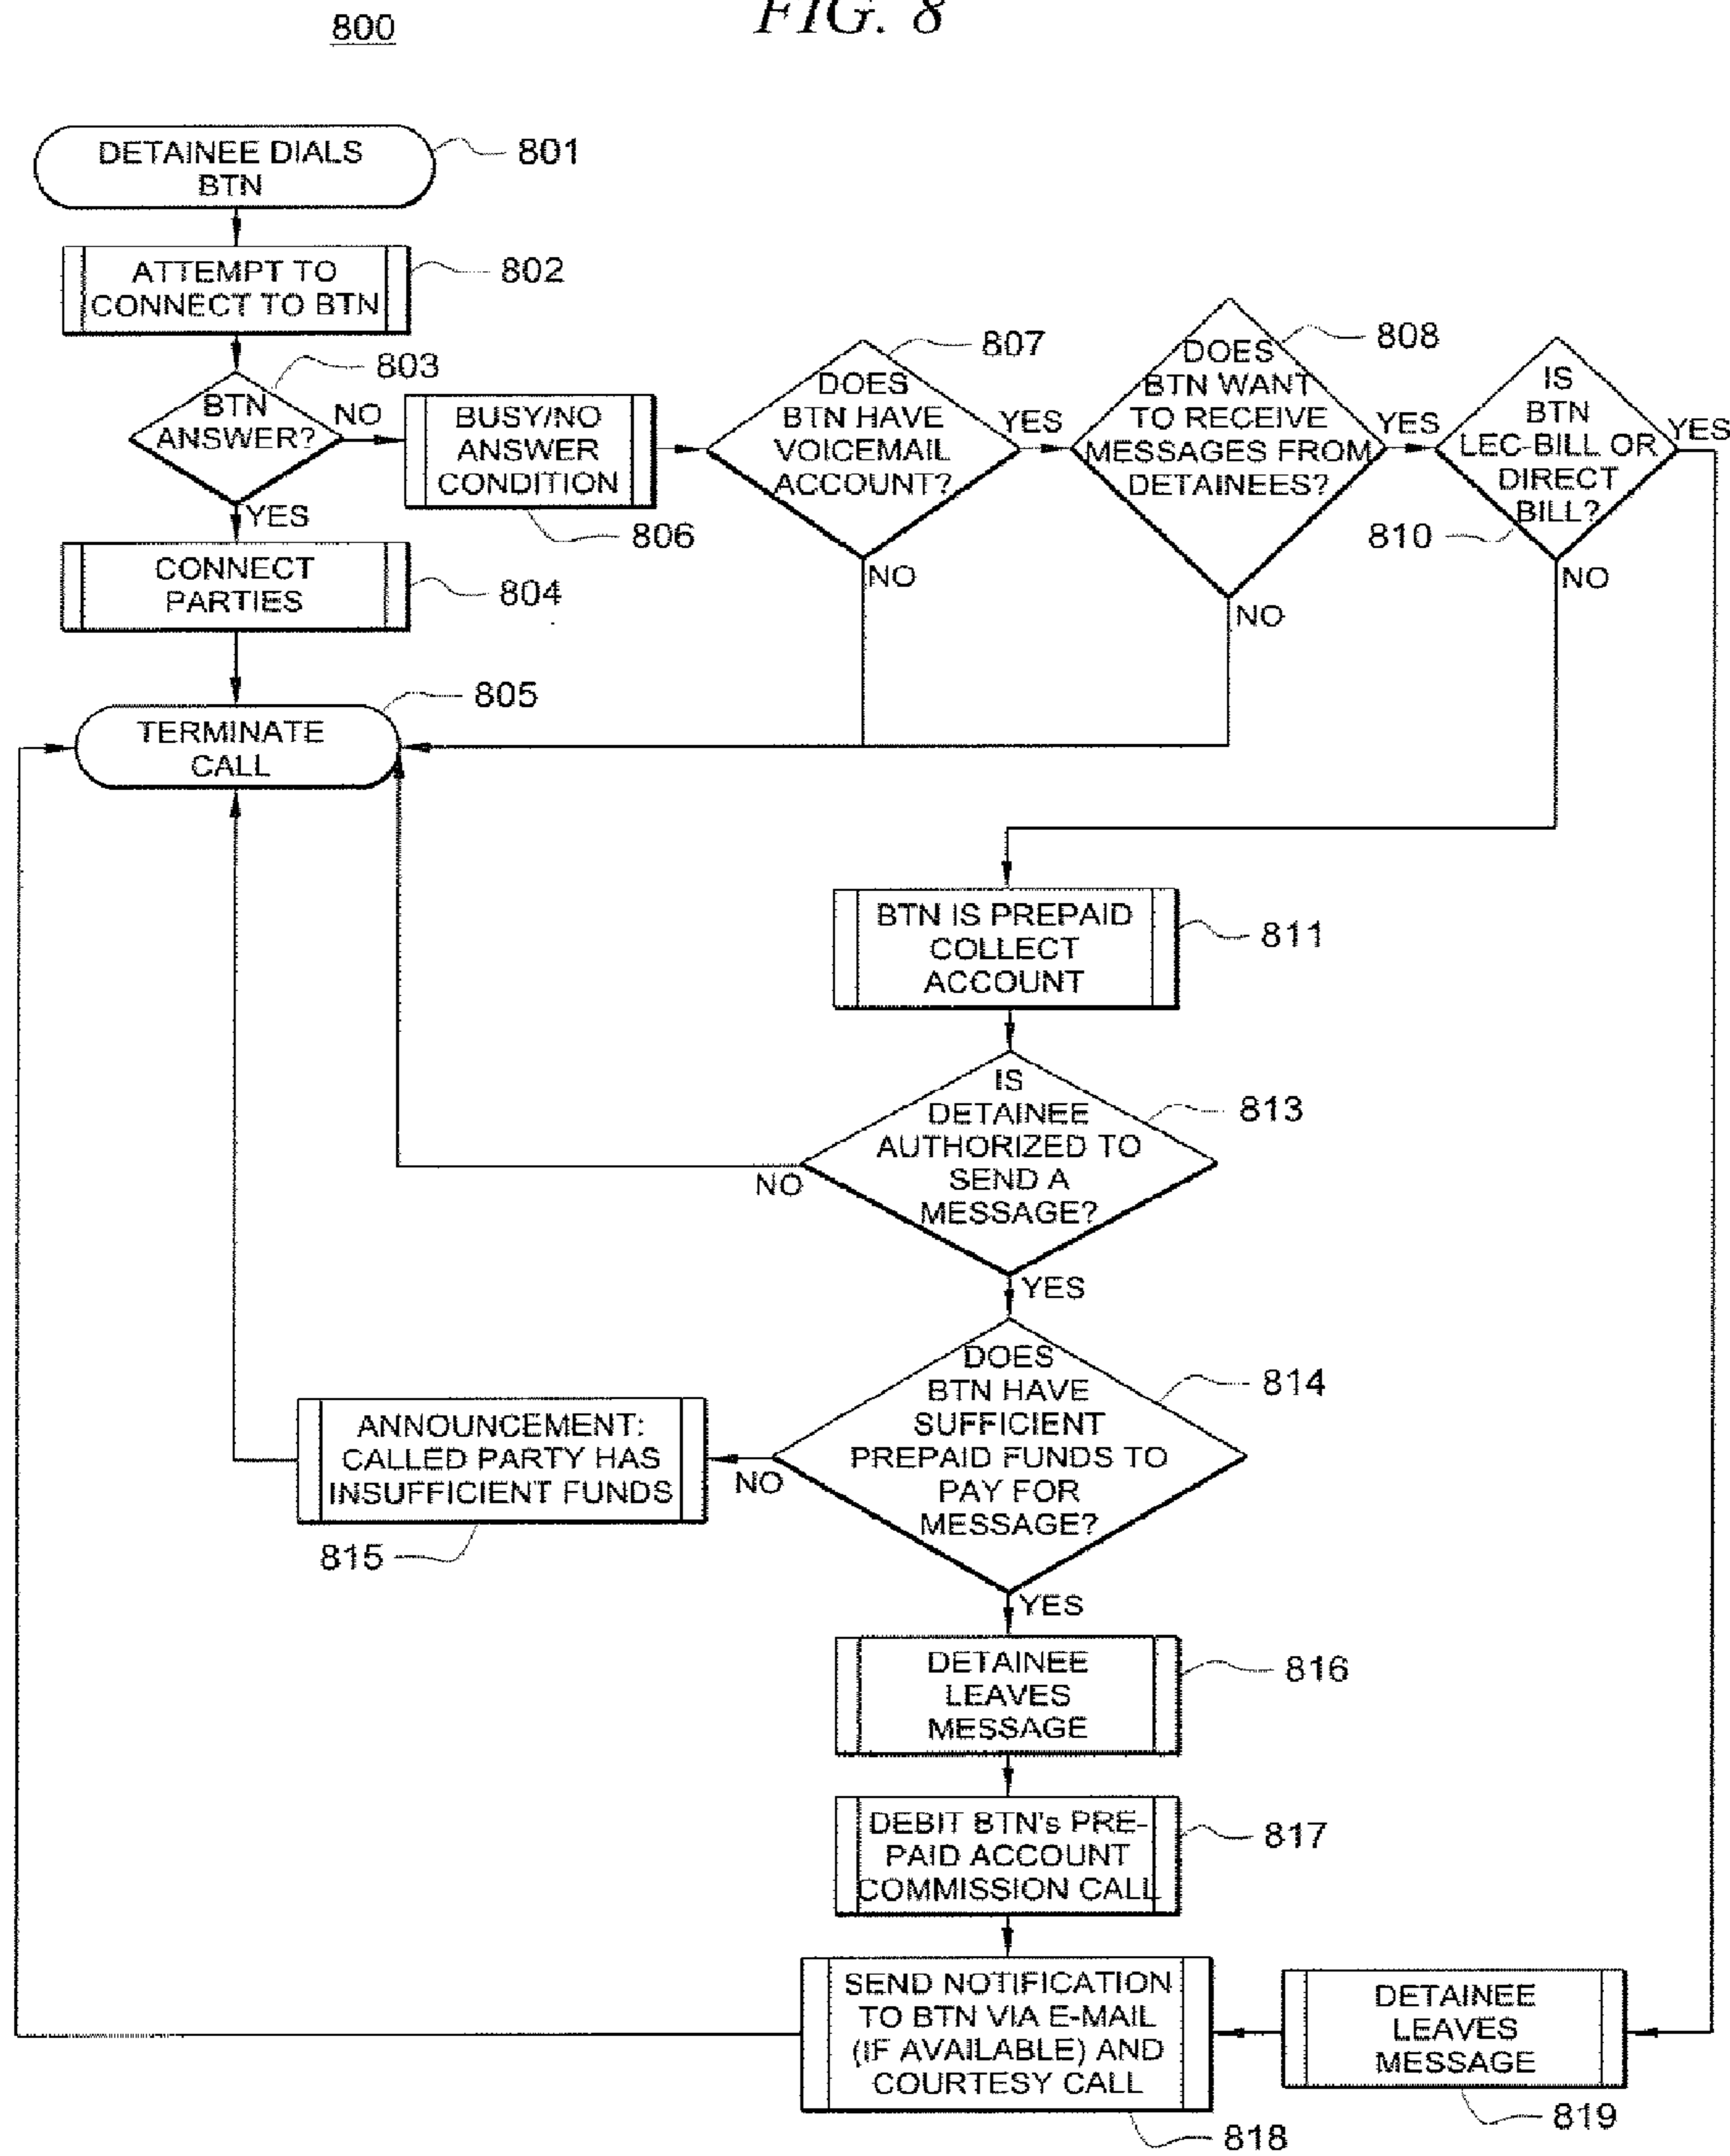 FIG. 8
800
DETAINEE DIALS
BTN
801
ATTEMPT TO
CONNECT TO BTN
802
BTN
ANSWER?
803
NO
YES
BUSY/NO
ANSWER
CONDITION
806
DOES
BTN HAVE
VOICEMAIL
ACCOUNT?
807
YES
NO
DOES
BTN WANT
TO RECEIVE
MESSAGES FROM
DETAINEES?
808
YES
NO
IS
BTN
LEC-BILL OR
DIRECT
BILL?
810
YES
NO
CONNECT
PARTIES
804
TERMINATE
CALL
805
BTN IS PREPAID
COLLECT
ACCOUNT
811
IS
DETAINEE
AUTHORIZED TO
SEND A
MESSAGE?
813
NO
YES
DOES
BTN HAVE
SUFFICIENT
PREPAID FUNDS TO
PAY FOR
MESSAGE?
814
NO
YES
ANNOUNCEMENT:
CALLED PARTY HAS
INSUFFICIENT FUNDS
815
DETAINEE
LEAVES
MESSAGE
816
DEBIT BTN's PRE-
PAID ACCOUNT
COMMISSION CALL
817
SEND NOTIFICATION
TO BTN VIA E-MAIL
(IF AVAILABLE) AND
COURTESY CALL
818
DETAINEE
LEAVES
MESSAGE
819